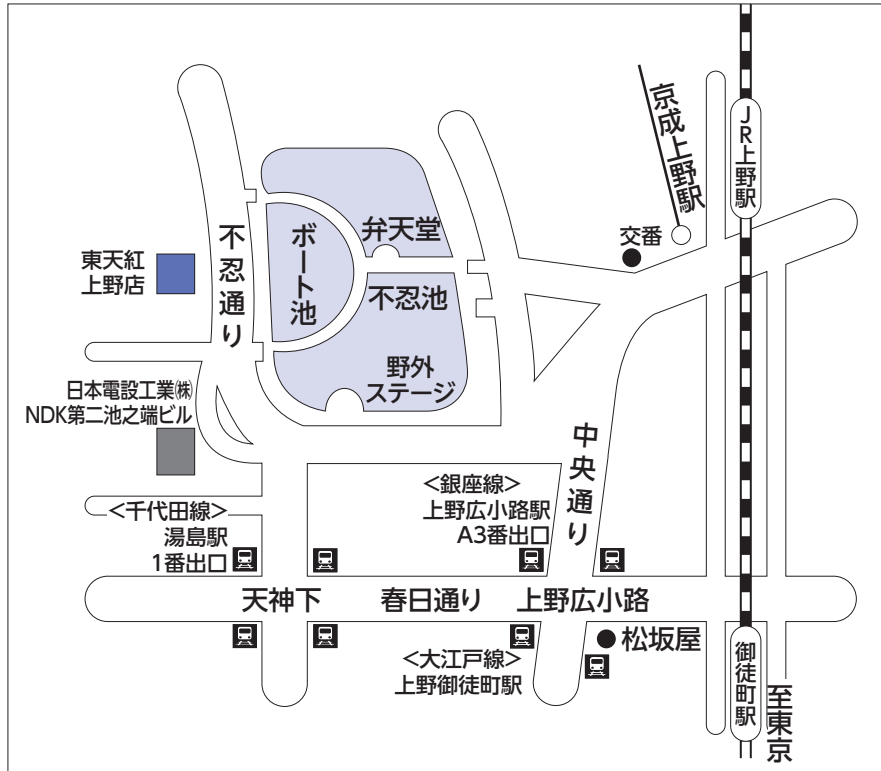 京成上野駅
JR上野駅
交番
弁天堂
ボート池
不忍通り
東天紅
上野店
不忍池
野外
ステージ
日本電設工業㈱
NDK第二池之端ビル
中央通り
<銀座線>
上野広小路駅
A3番出口
<千代田線>
湯島駅
1番出口
天神下
春日通り
上野広小路
松坂屋
<大江戸線>
上野御徒町駅
御徒町駅
至東京